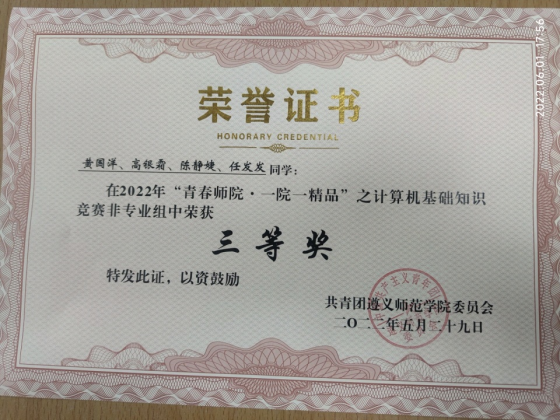 荣誉证书
HONORARY CREDENTIAL
黄国洋、高银霜、陈静婕、任发发同学：
在2022年“青春师院·一院一精品”之计算机基础知识
竞赛非专业组中荣获
三等奖
特发此证，以资鼓励
共青团遵义师范学院委员会
二〇二二年五月二十九日
2022.06.01 17:56